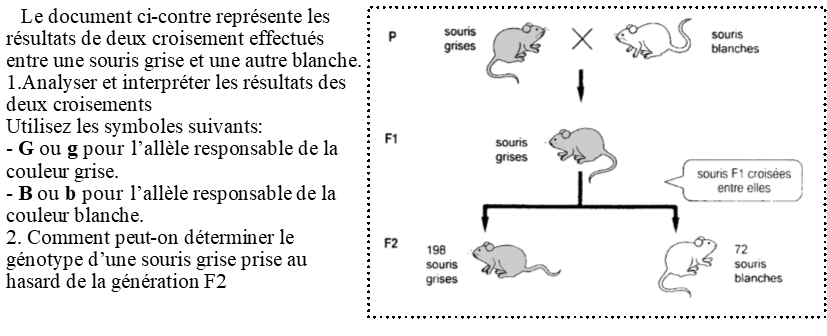 Le document ci-contre représente les
résultats de deux croisement effectués
entre une souris grise et une autre blanche.
1.Analyser et interpréter les résultats des
deux croisements
Utilisez les symboles suivants:
- G ou g pour l'allèle responsable de la
couleur grise.
- B ou b pour l'allèle responsable de la
couleur blanche.
2. Comment peut-on déterminer le
génotype d'une souris grise prise au
hasard de la génération F2
P
souris
grises
souris
blanches
F1
souris
grises
souris F1 croisées
entre elles
F2
198
souris
grises
72
souris
blanches